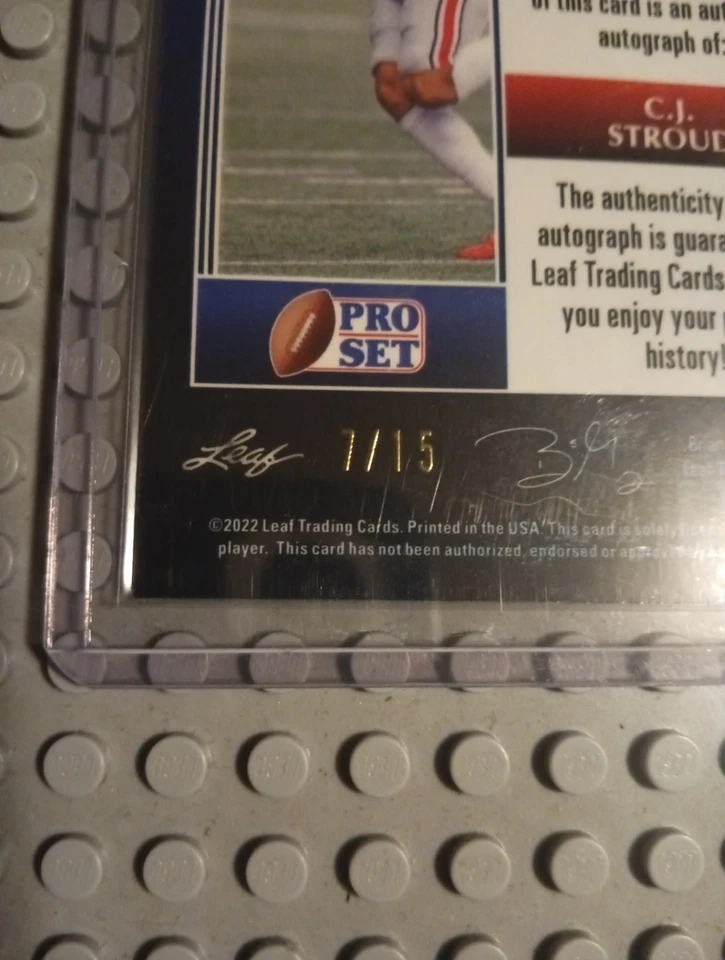 of this card is an aut
autograph of:
C.J.
STROUD
The authenticity
autograph is guara
Leaf Trading Cards
you enjoy your
history!
PRO
SET
Leaf 7/15
©2022 Leaf Trading Cards. Printed in the USA. This card is solely
player. This card has not been authorized, endorsed or approved